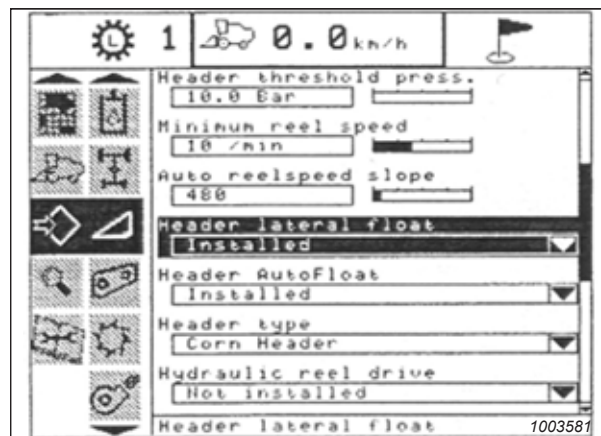 L 1 0.0 km/h
Header threshold press.
10.0 Bar
Minimum reel speed
10 /min
Auto reelspeed slope
480
Header lateral float
Installed
Header AutoFloat
Installed
Header type
Corn Header
Hydraulic reel drive
Not installed
Header lateral float
1003581